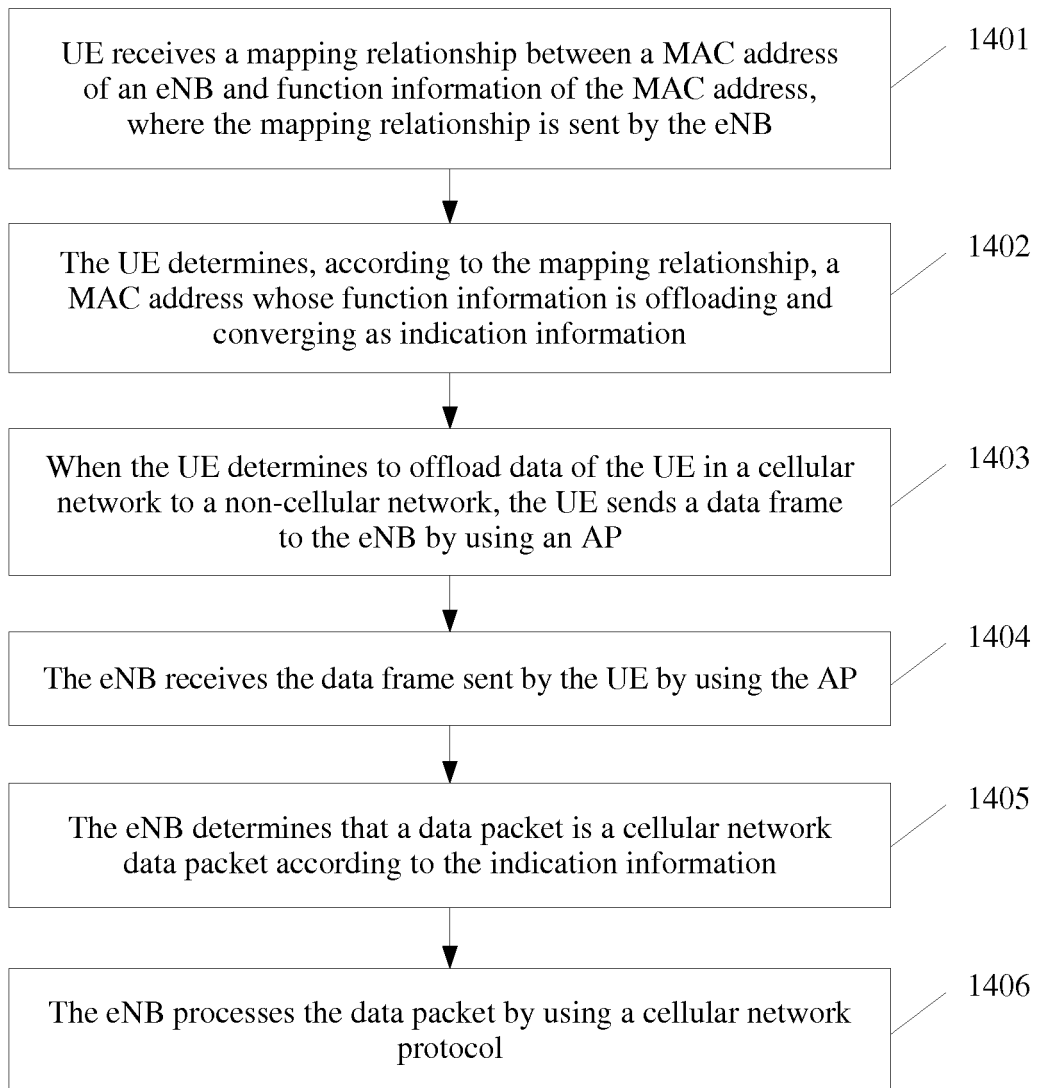 UE receives a mapping relationship between a MAC address
of an eNB and function information of the MAC address,
where the mapping relationship is sent by the eNB
1401
The UE determines, according to the mapping relationship, a
MAC address whose function information is offloading and
converging as indication information
1402
When the UE determines to offload data of the UE in a cellular
network to a non-cellular network, the UE sends a data frame
to the eNB by using an AP
1403
The eNB receives the data frame sent by the UE by using the AP
1404
The eNB determines that a data packet is a cellular network
data packet according to the indication information
1405
The eNB processes the data packet by using a cellular network
protocol
1406